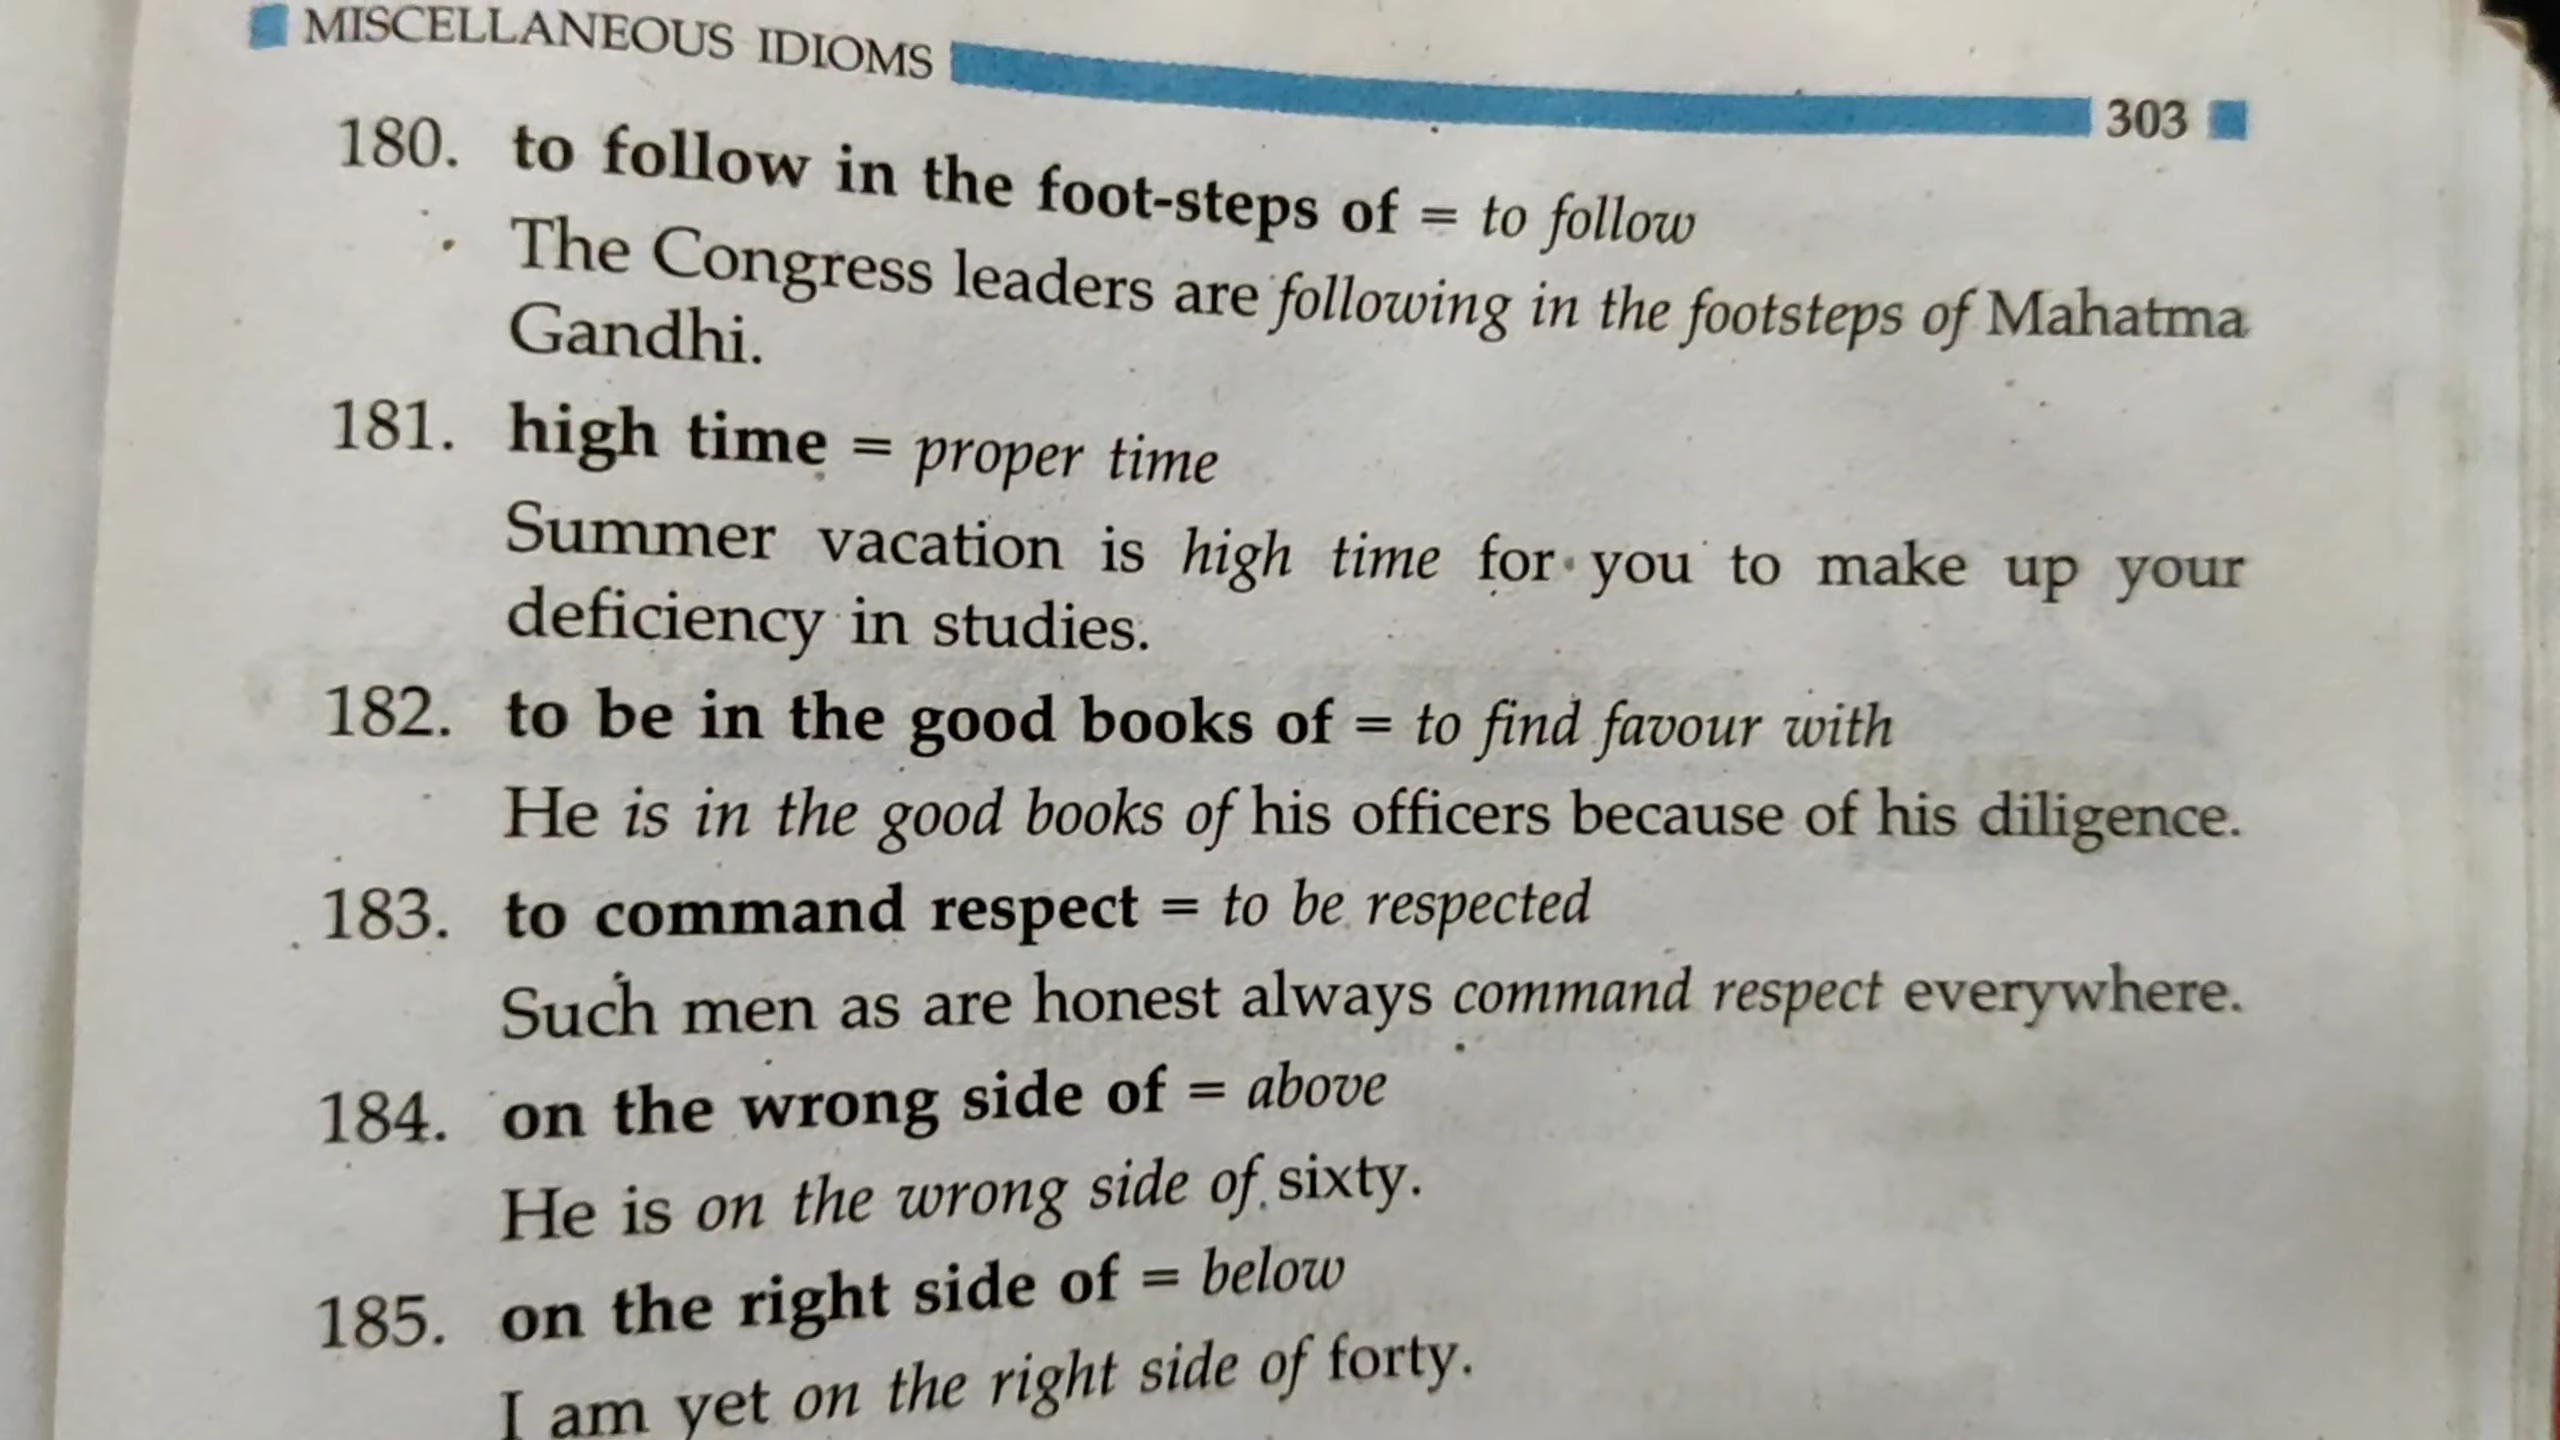 MISCELLANEOUS IDIOMS 303
180. to follow in the foot-steps of = to follow
The Congress leaders are following in the footsteps of Mahatma
Gandhi.
181. high time = proper time
Summer vacation is high time for you to make up your
deficiency in studies.
182. to be in the good books of = to find favour with
He is in the good books of his officers because of his diligence.
183. to command respect = to be respected
Such men as are honest always command respect everywhere.
184. on the wrong side of = above
He is on the wrong side of sixty.
185. on the right side of = below
I am yet on the right side of forty.